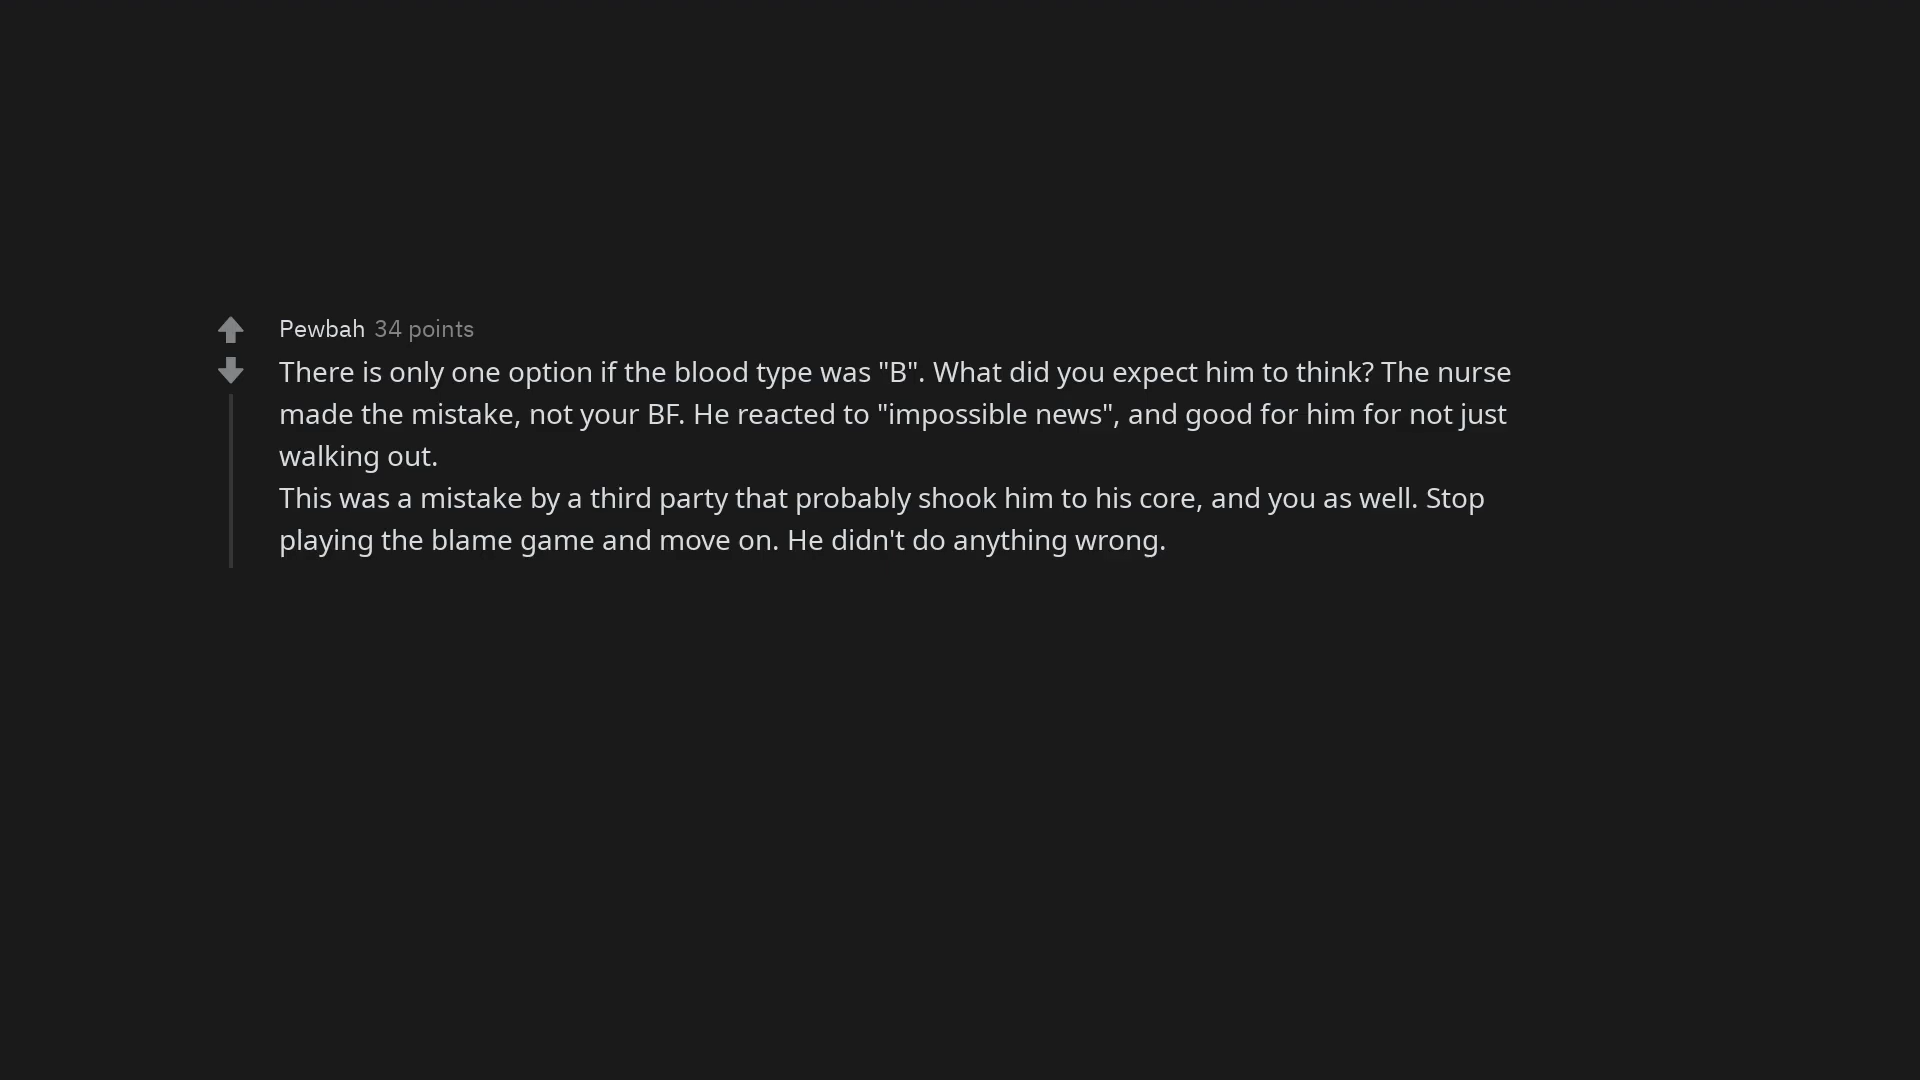 Pewbah 34 points
There is only one option if the blood type was "B". What did you expect him to think? The nurse
made the mistake, not your BF. He reacted to "impossible news", and good for him for not just
walking out.
This was a mistake by a third party that probably shook him to his core, and you as well. Stop
playing the blame game and move on. He didn't do anything wrong.